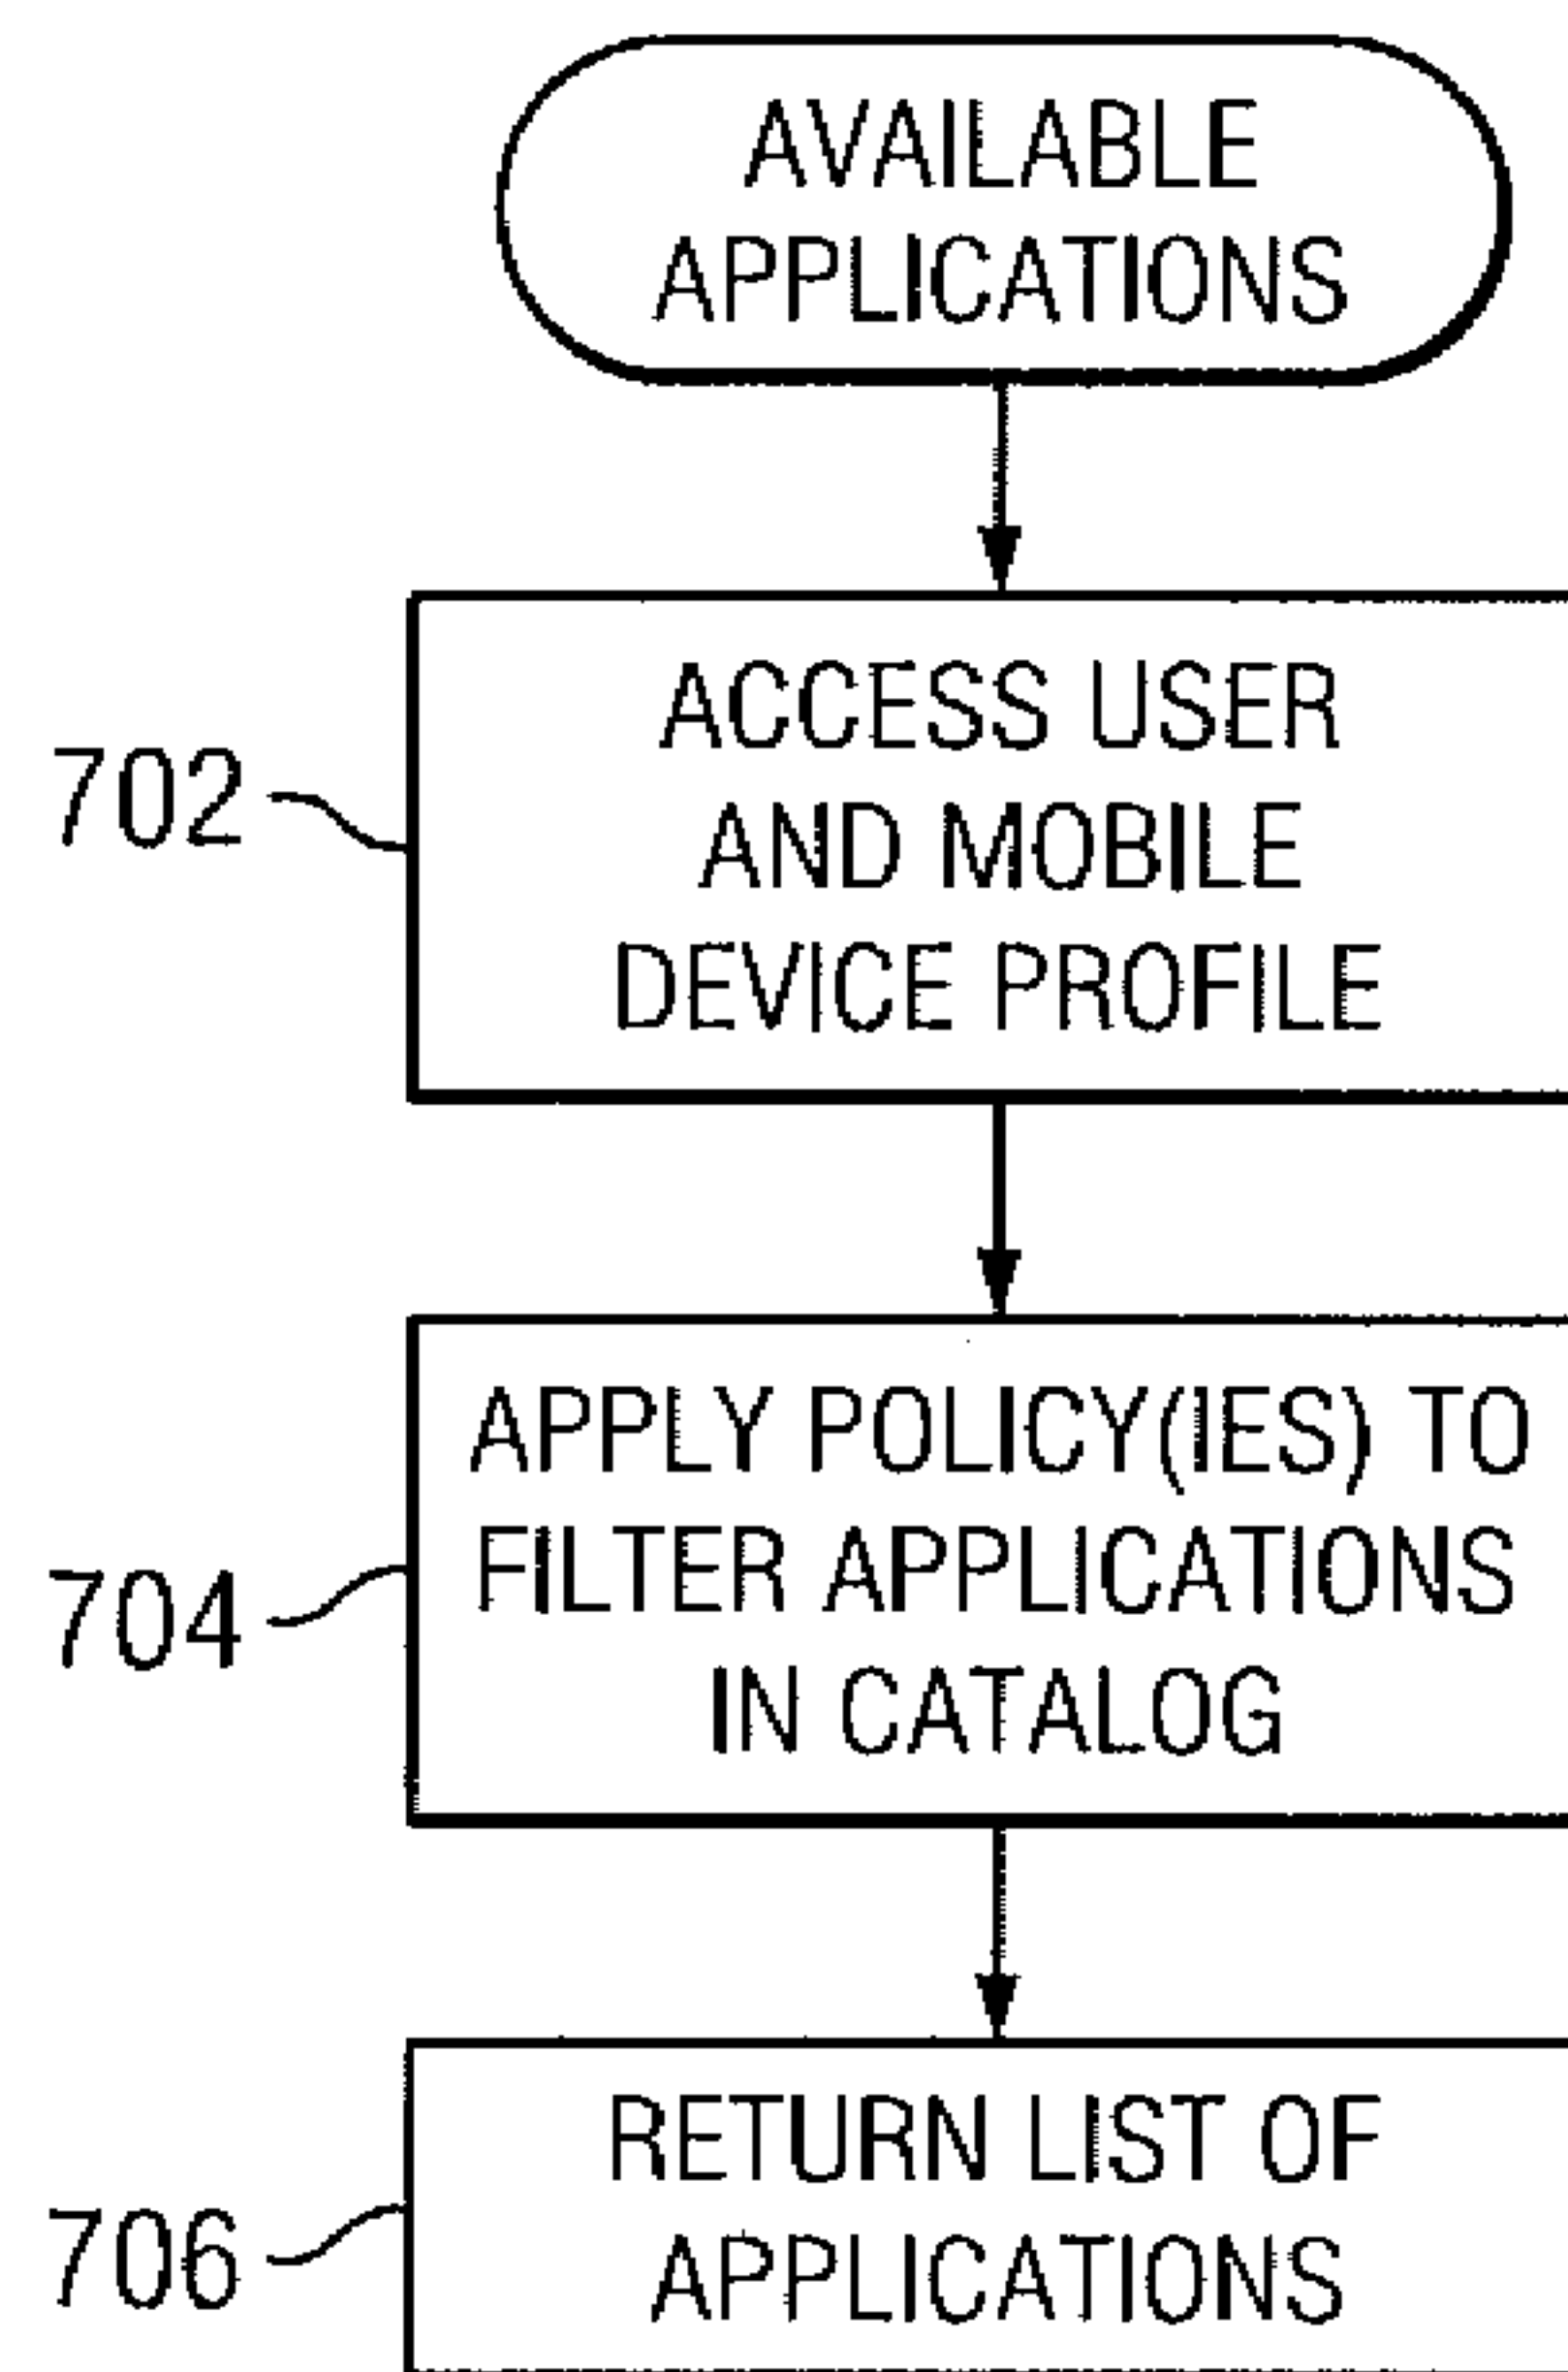 AVAILABLE
APPLICATIONS
ACCESS USER
AND MOBILE
DEVICE PROFILE
702
APPLY POLICY(IES) TO
FILTER APPLICATIONS
IN CATALOG
704
RETURN LIST OF
APPLICATIONS
706